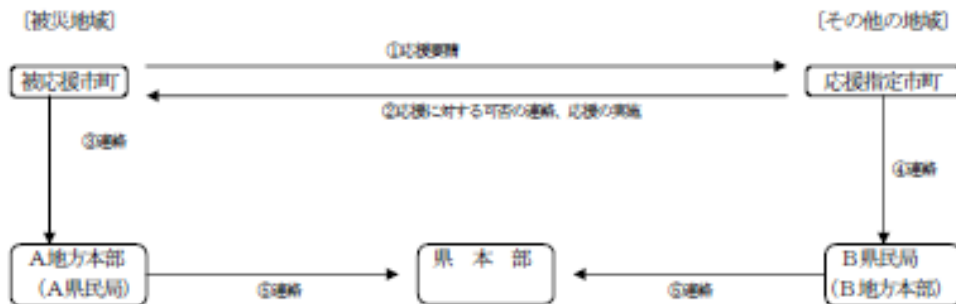 ［被災地域］
［その他の地域］
①応援要請
被応援市町
応援指定市町
②応援に対する可否の連絡、応援の実施
③連絡
④連絡
A地方本部
（A県民局）
県　本　部
B県民局
（B地方本部）
⑤連絡
⑤連絡